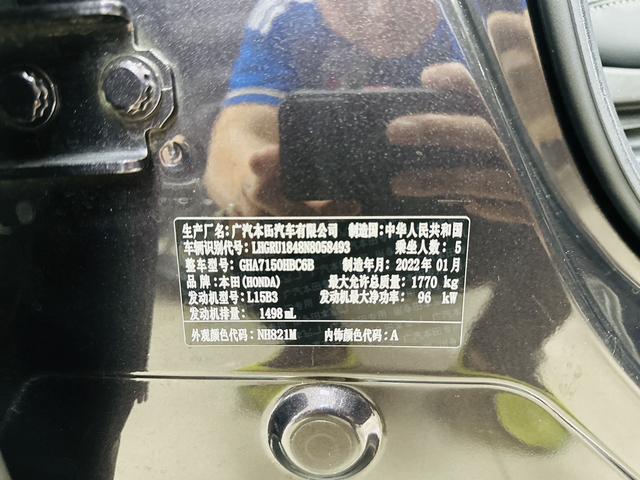 生产厂名：广汽本田汽车有限公司 制造国：中华人民共和国
车辆识别代号：LHGRU1848N8058493 乘坐人数：5
整车型号：GHA7150HBC6B 制造年月：2022年01月
品牌：本田(HONDA) 最大允许总质量：1770 kg
发动机型号：L15B3 发动机最大净功率：96 kW
发动机排量：1498 mL
外观颜色代码：NH821M 内饰颜色代码：A